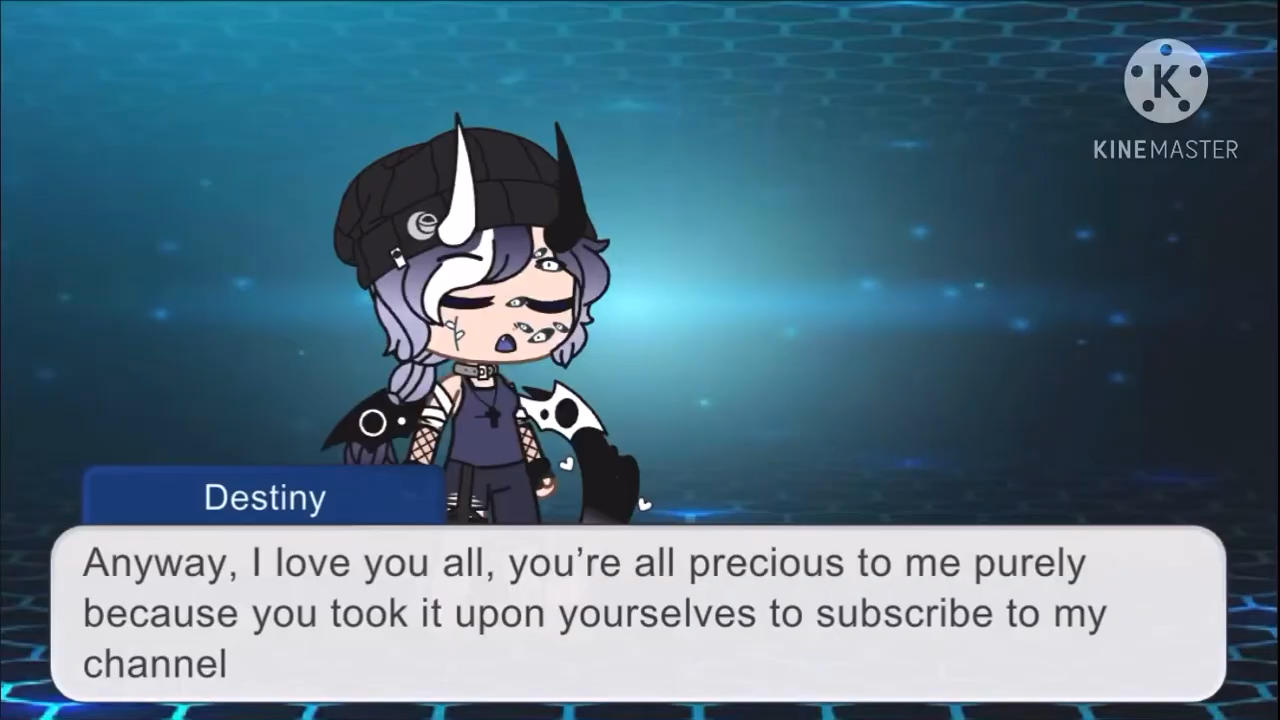 K
KINEMASTER
Destiny
Anyway, I love you all, you’re all precious to me purely
because you took it upon yourselves to subscribe to my
channel